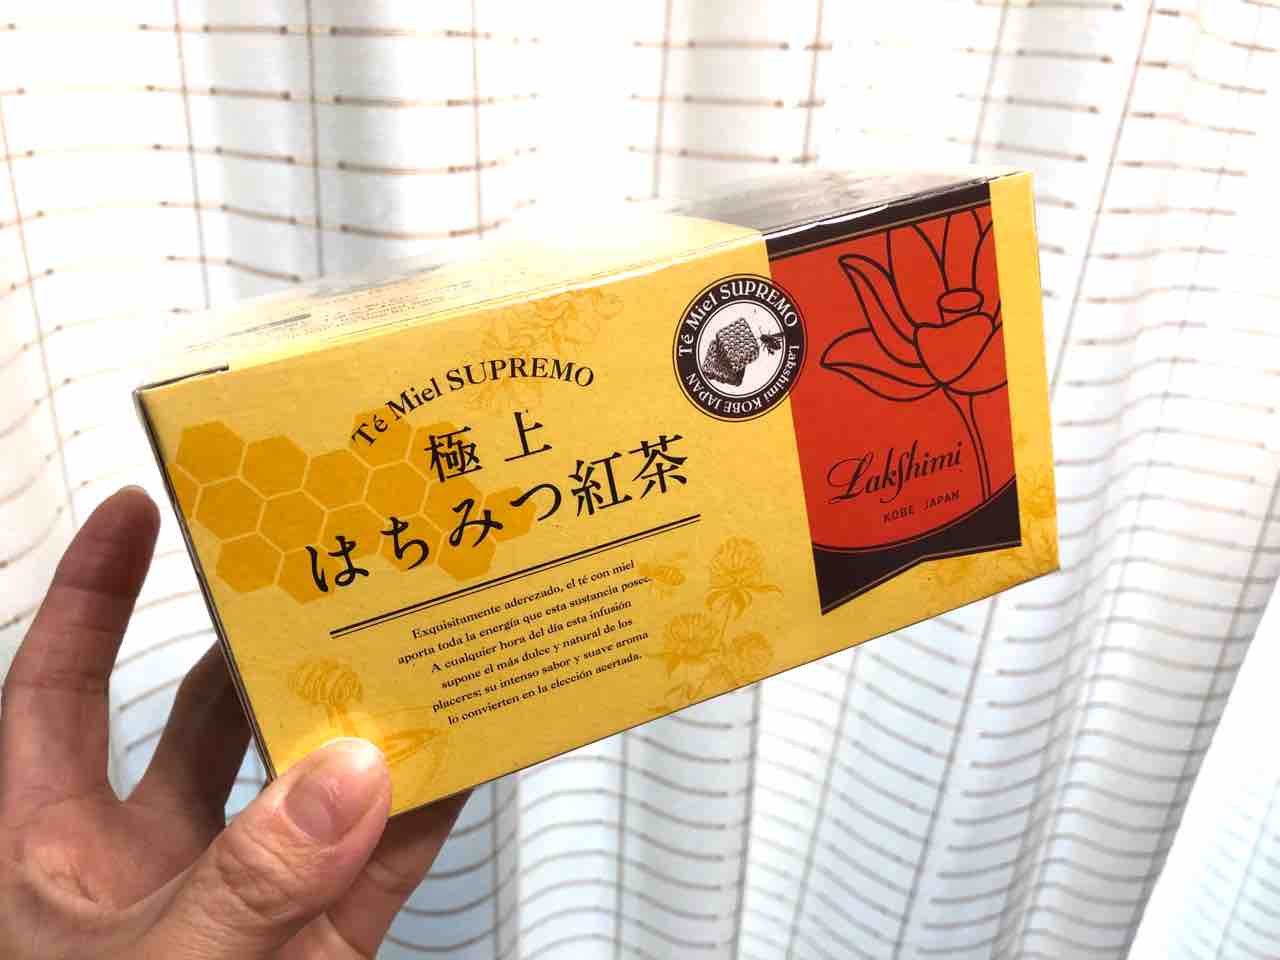 Té Miel SUPREMO
極上
はちみつ紅茶
Exquisitamente aderezado, el té con miel
aporta toda la energía que esta sustancia posee.
A cualquier hora del día esta infusión
supone el más dulce y natural de los
placeres; su intenso sabor y suave aroma
lo convierten en la elección acertada.
Té Miel SUPREMO
Lakshimi KOBE JAPAN
Lakshimi
KOBE JAPAN